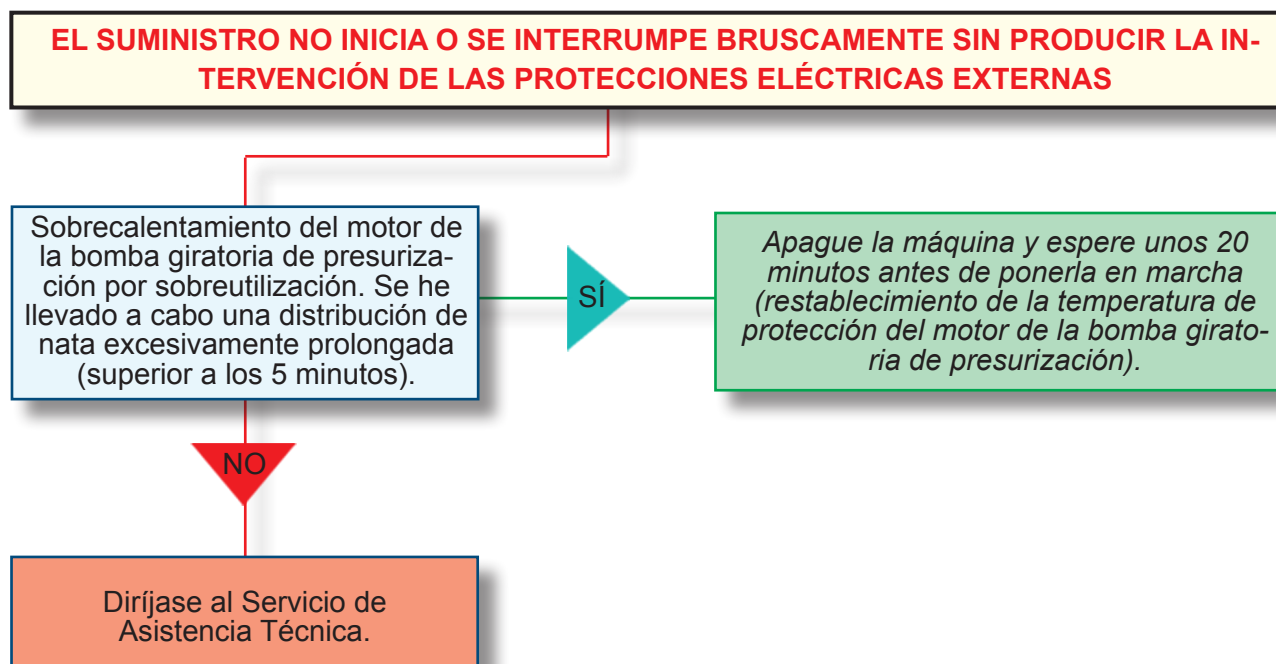 EL SUMINISTRO NO INICIA O SE INTERRUMPE BRUSCAMENTE SIN PRODUCIR LA IN-
TERVENCIÓN DE LAS PROTECCIONES ELÉCTRICAS EXTERNAS
Sobrecalentamiento del motor de
la bomba giratoria de presuriza-
ción por sobreutilización. Se he
llevado a cabo una distribución de
nata excesivamente prolongada
(superior a los 5 minutos).
SÍ
Apague la máquina y espere unos 20
minutos antes de ponerla en marcha
(restablecimiento de la temperatura de
protección del motor de la bomba girato-
ria de presurización).
NO
Diríjase al Servicio de
Asistencia Técnica.